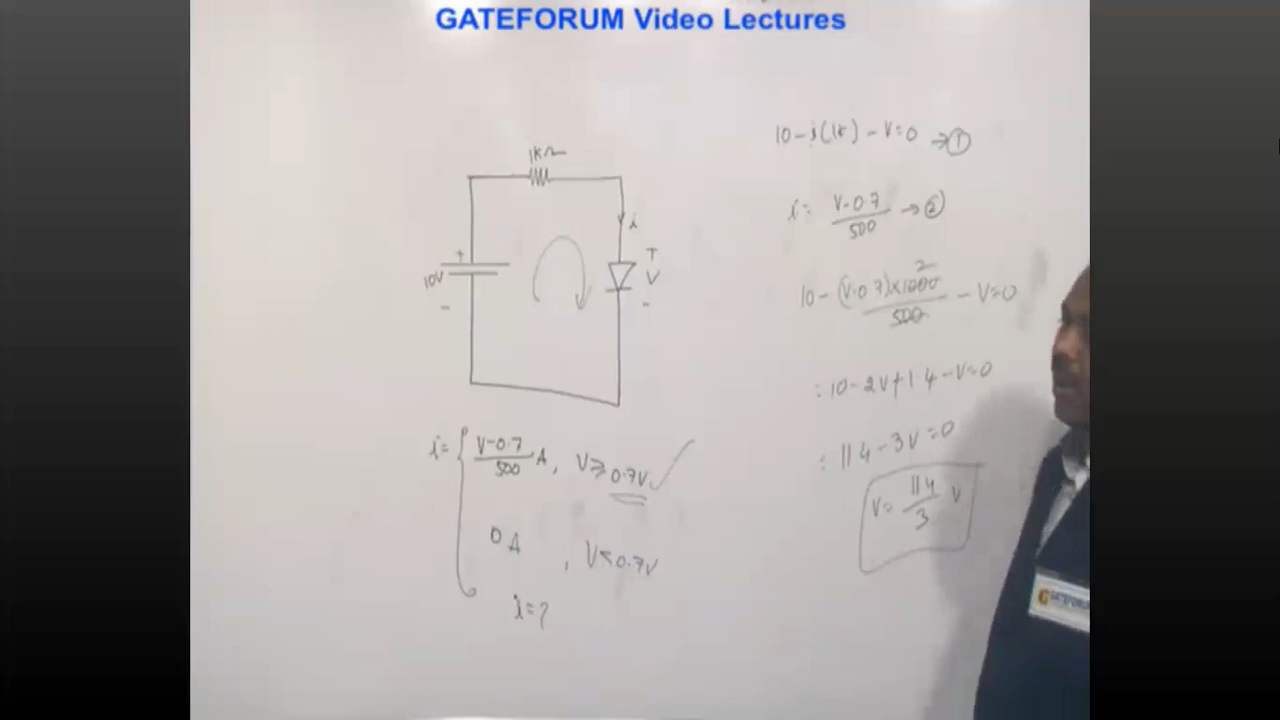 GATEFORUM Video Lectures
1kΩ
10V
+
-
i
+
V
-
i= { V-0.7/500 A, V≥0.7V ✓
0 A , V<0.7V
i=?
10-i(1k)-V=0 →①
i= V-0.7/500 →②
10-(V-0.7)×1000/500 2 -V=0
: 10-2V+1.4-V=0
: 11.4-3V=0
V= 11.4/3 V
GATEFORUM